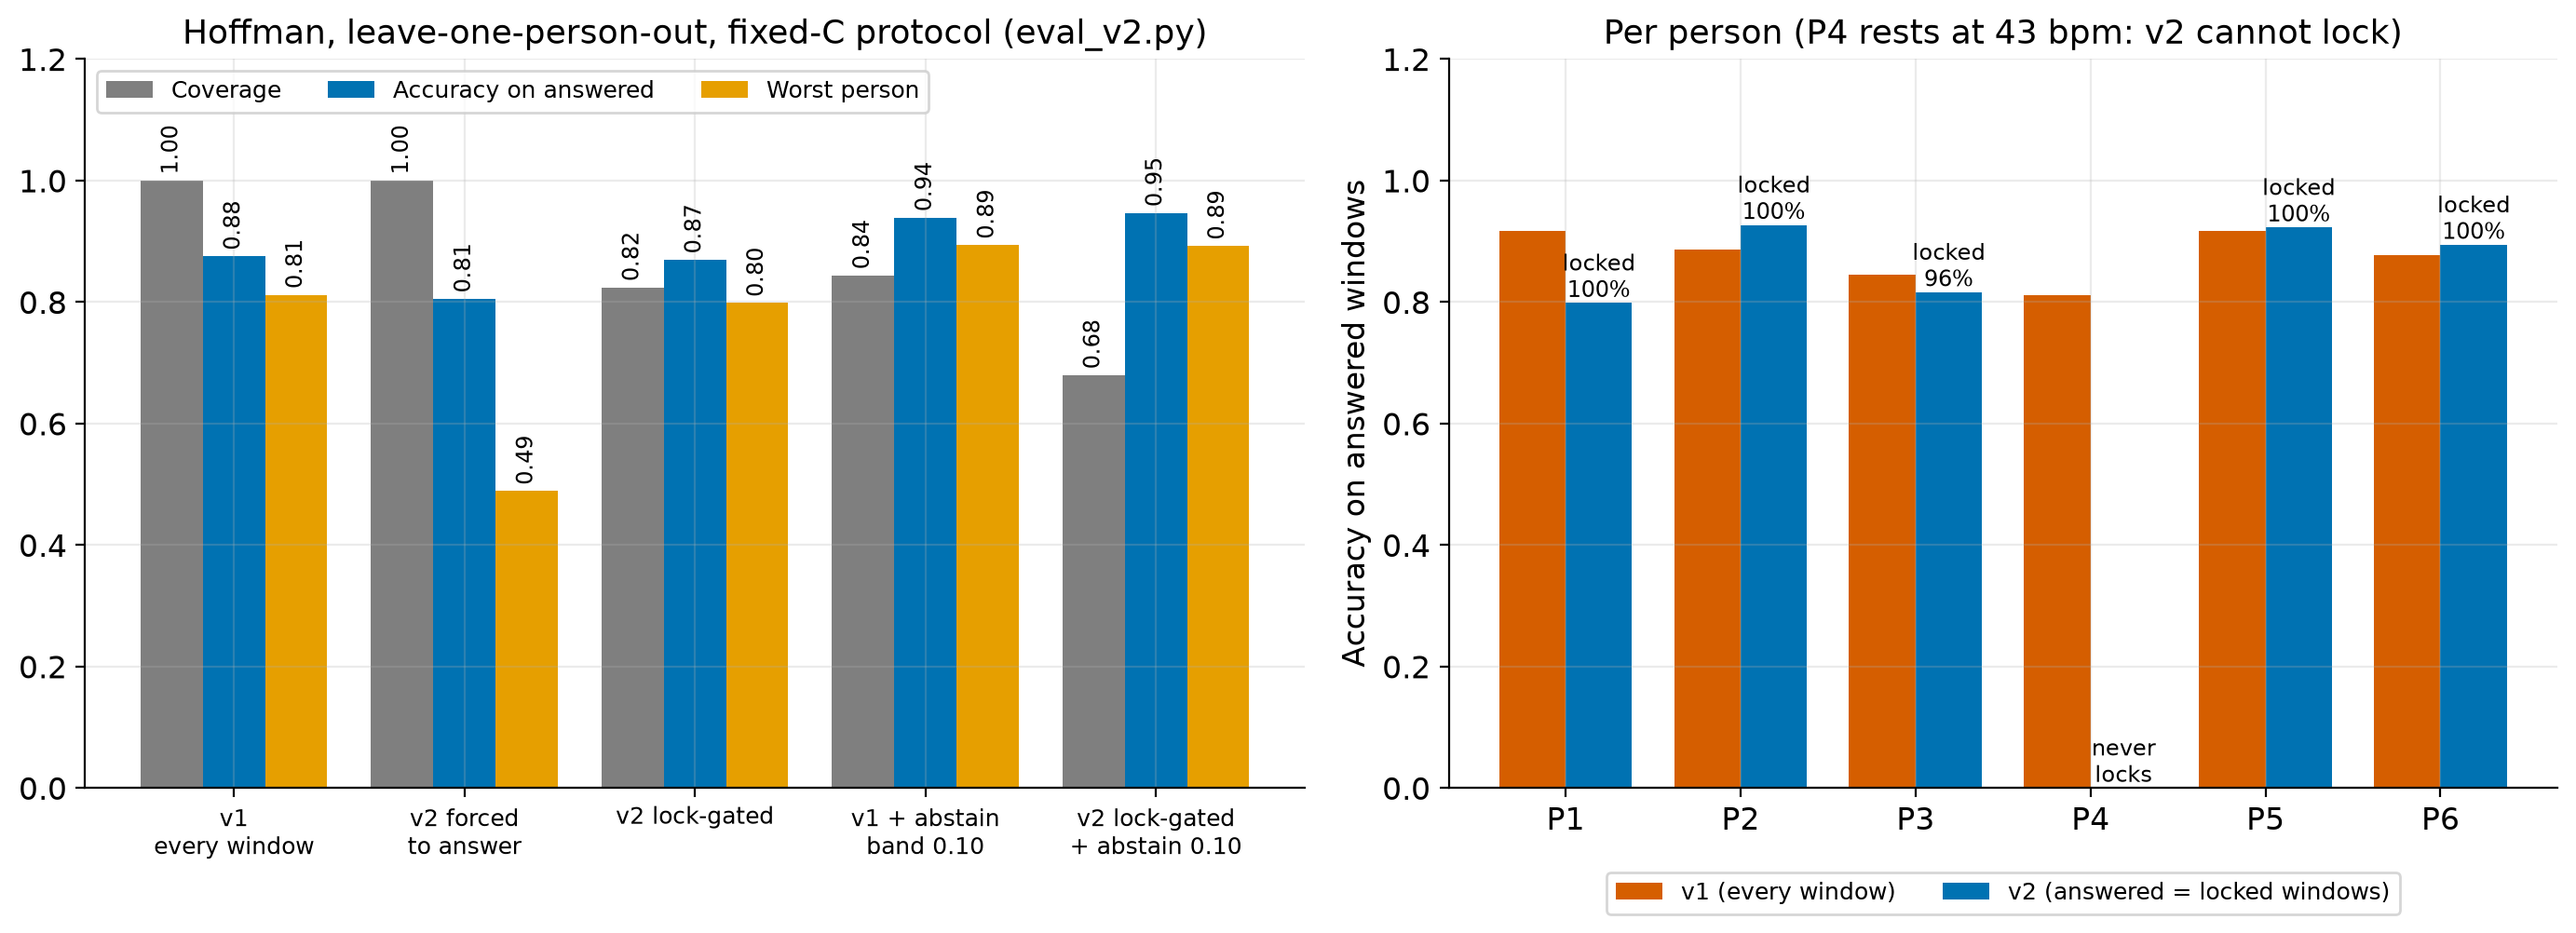 Hoffman, leave-one-person-out, fixed-C protocol (eval_v2.py)
Coverage
Accuracy on answered
Worst person
1.2
1.0
0.8
0.6
0.4
0.2
0.0
1.00
0.88
0.81
1.00
0.81
0.49
0.82
0.87
0.80
0.84
0.94
0.89
0.68
0.95
0.89
v1
every window
v2 forced
to answer
v2 lock-gated
v1 + abstain
band 0.10
v2 lock-gated
+ abstain 0.10
Per person (P4 rests at 43 bpm: v2 cannot lock)
Accuracy on answered windows
1.2
1.0
0.8
0.6
0.4
0.2
0.0
locked
100%
locked
100%
locked
96%
never
locks
locked
100%
locked
100%
P1
P2
P3
P4
P5
P6
v1 (every window)
v2 (answered = locked windows)